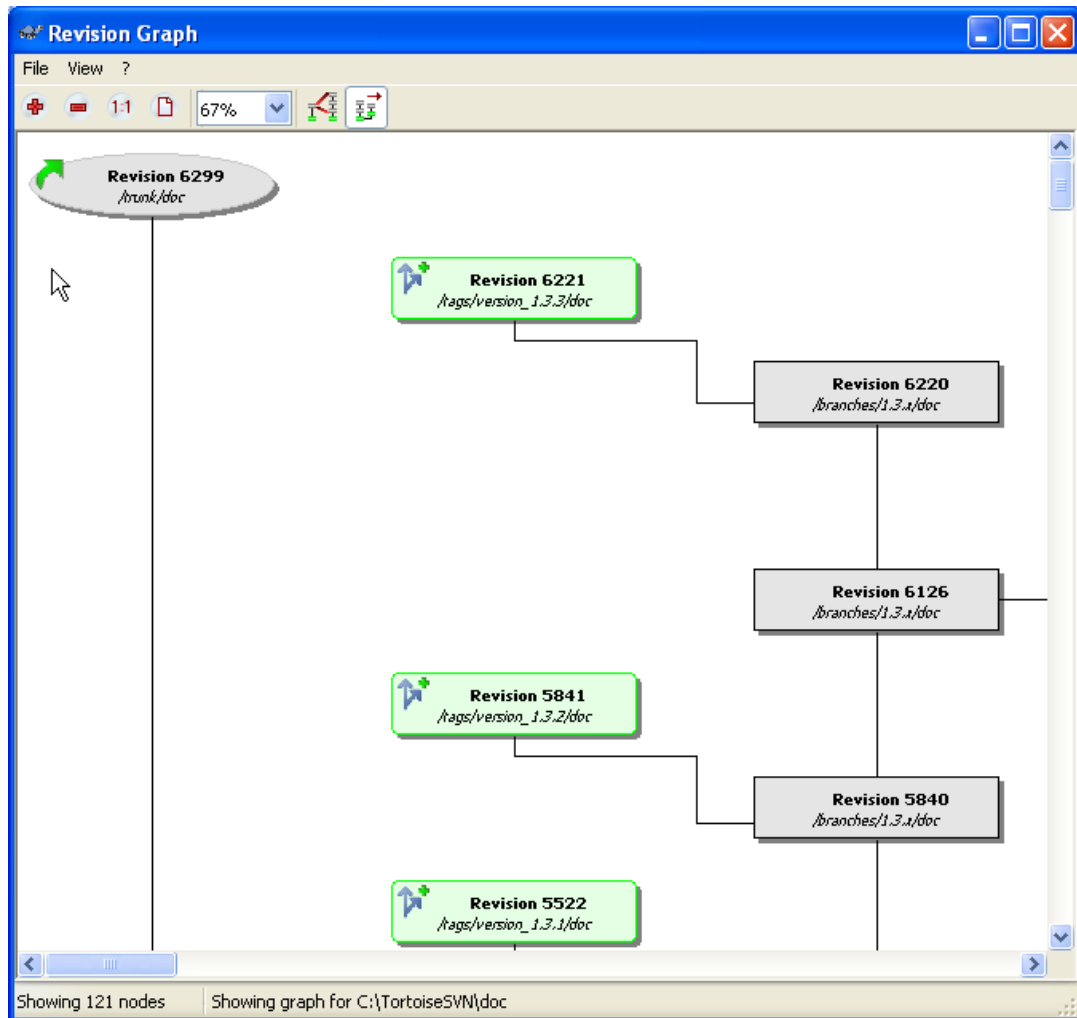 Revision Graph
File View ?
1:1 67%
Revision 6299
/trunk/doc
Revision 6221
/tags/version_1.3.3/doc
Revision 6220
/branches/1.3.x/doc
Revision 6126
/branches/1.3.x/doc
Revision 5841
/tags/version_1.3.2/doc
Revision 5840
/branches/1.3.x/doc
Revision 5522
/tags/version_1.3.1/doc
Showing 121 nodes Showing graph for C:\TortoiseSVN\doc